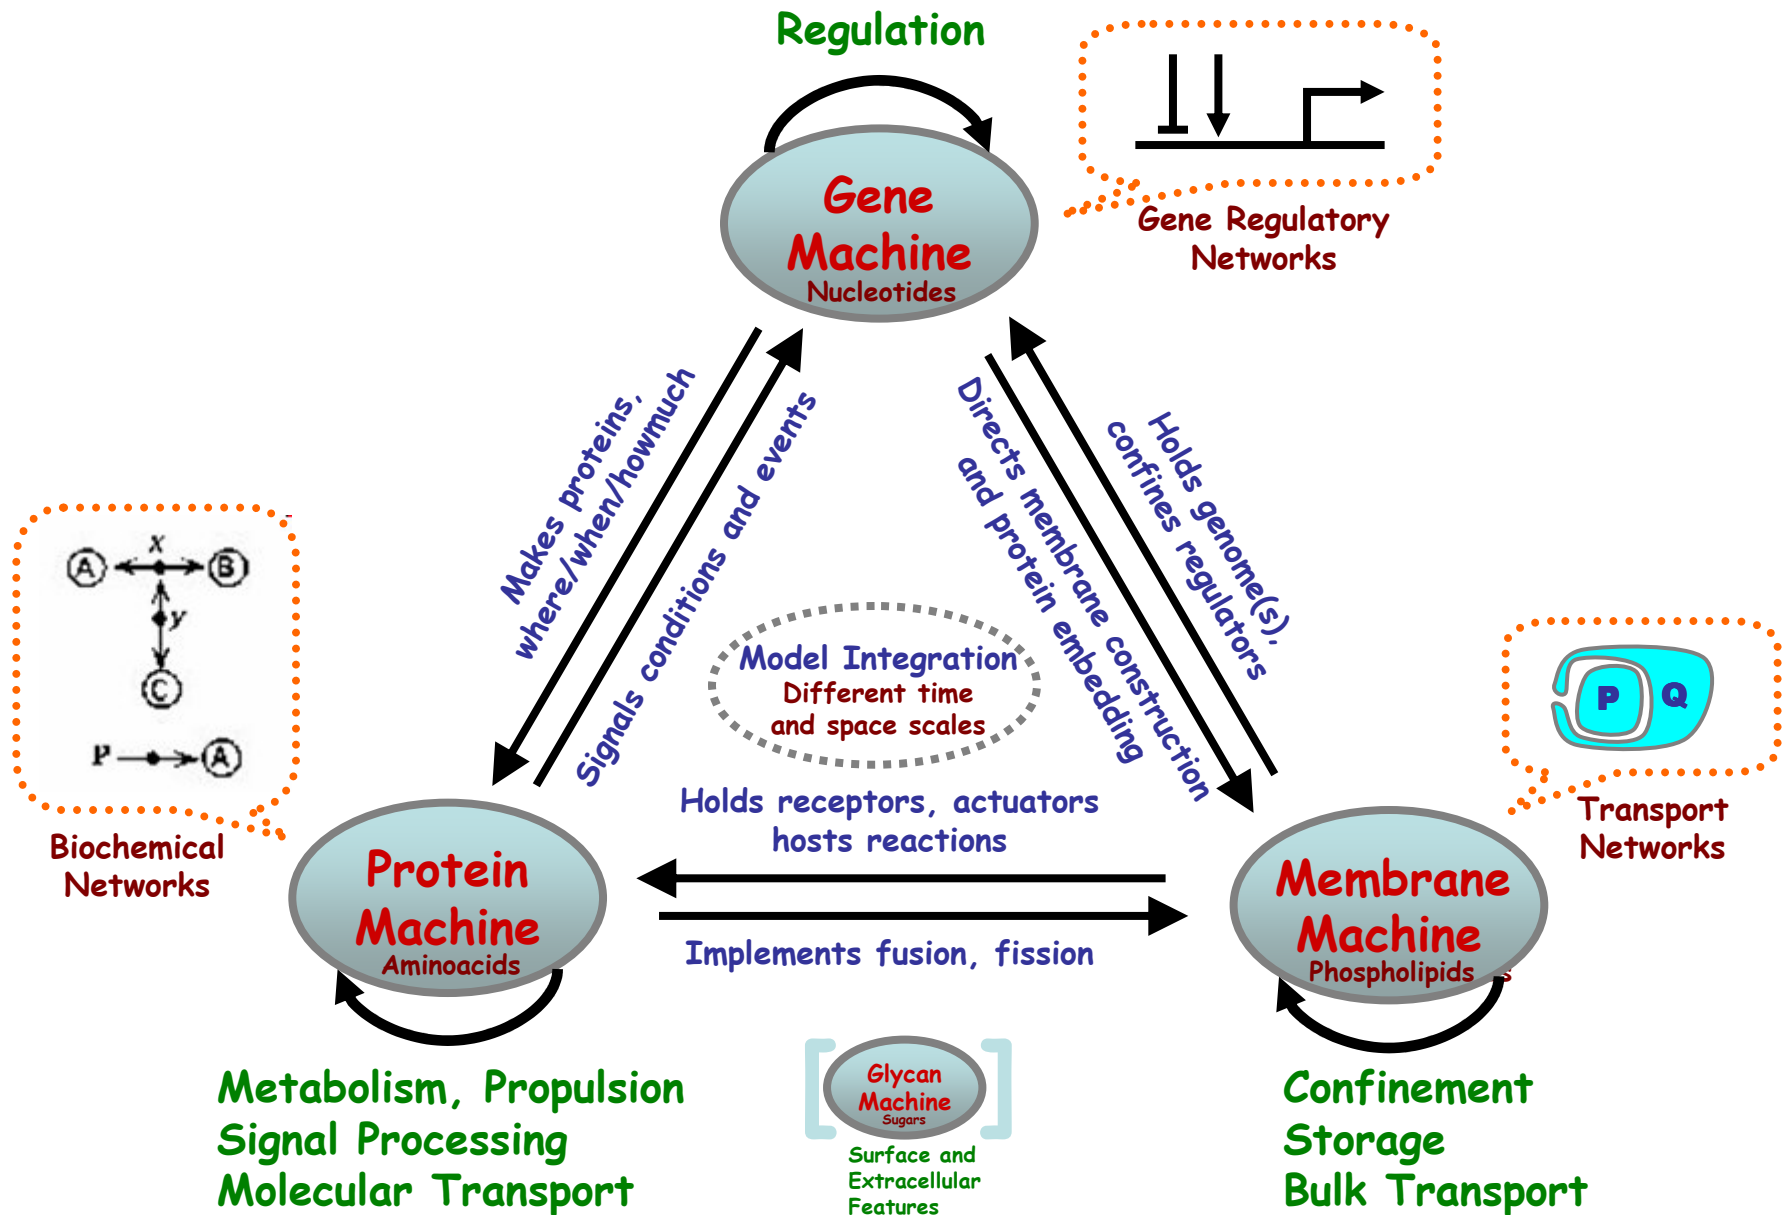 Regulation
Gene
Machine
Nucleotides
Gene Regulatory
Networks
Makes proteins,
where/when/howmuch
Signals conditions and events
Directs membrane construction
and protein embedding
Holds genome(s),
confines regulators
A
x
B
y
C
P
A
Biochemical
Networks
Model Integration
Different time
and space scales
P Q
Transport
Networks
Holds receptors, actuators
hosts reactions
Implements fusion, fission
Protein
Machine
Aminoacids
Membrane
Machine
Phospholipids s
Metabolism, Propulsion
Signal Processing
Molecular Transport
Glycan
Machine
Sugars
Surface and
Extracellular
Features
Confinement
Storage
Bulk Transport